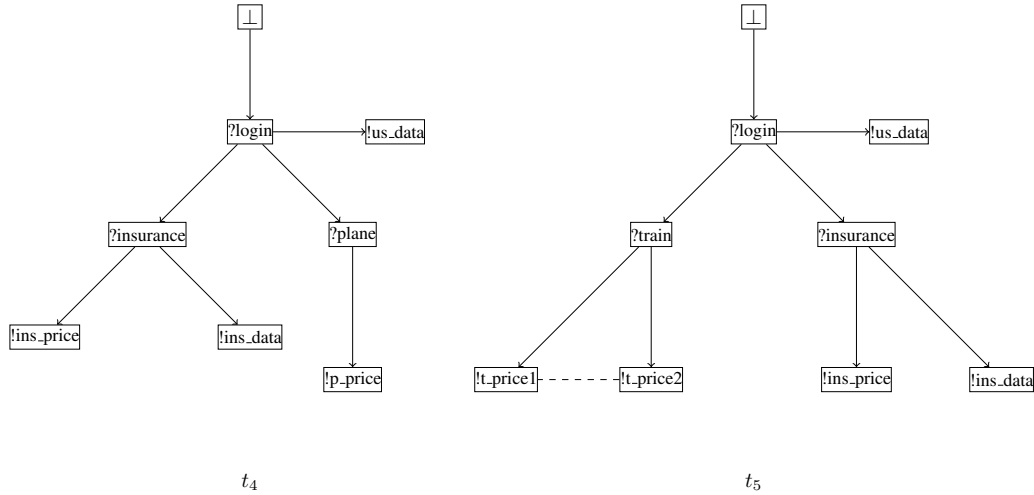 ⊥ ⊥
?login !us_data ?login !us_data
?insurance ?plane ?train ?insurance
!ins_price !ins_data
!p_price !t_price1 !t_price2 !ins_price !ins_data
t4 t5